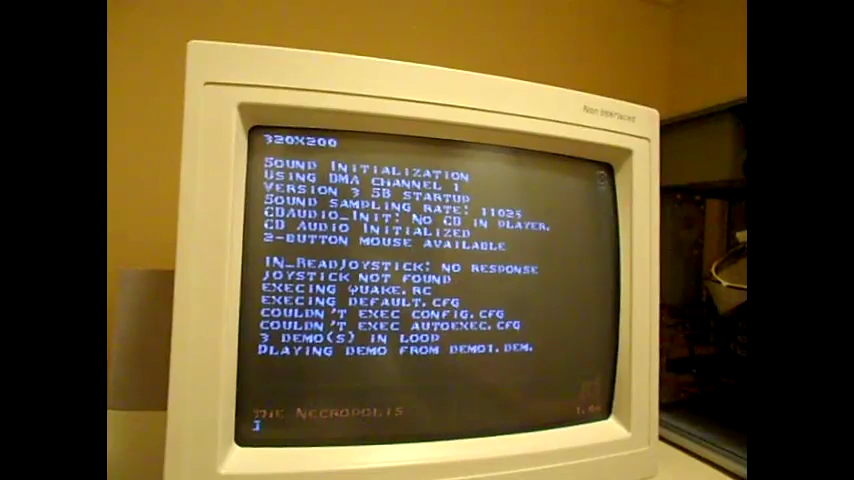 Non Interlaced
320X200
SOUND INITIALIZATION
USING DMA CHANNEL 1
VERSION 3 SB STARTUP
SOUND SAMPLING RATE: 11025
CDAUDIO_INIT: NO CD IN PLAYER.
CD AUDIO INITIALIZED
2-BUTTON MOUSE AVAILABLE
IN_READJOYSTICK: NO RESPONSE
JOYSTICK NOT FOUND
EXECING QUAKE.RC
EXECING DEFAULT.CFG
COULDN'T EXEC CONFIG.CFG
COULDN'T EXEC AUTOEXEC.CFG
3 DEMO(S) IN LOOP
PLAYING DEMO FROM DEMO1.DEM.
THE NECROPOLIS
]